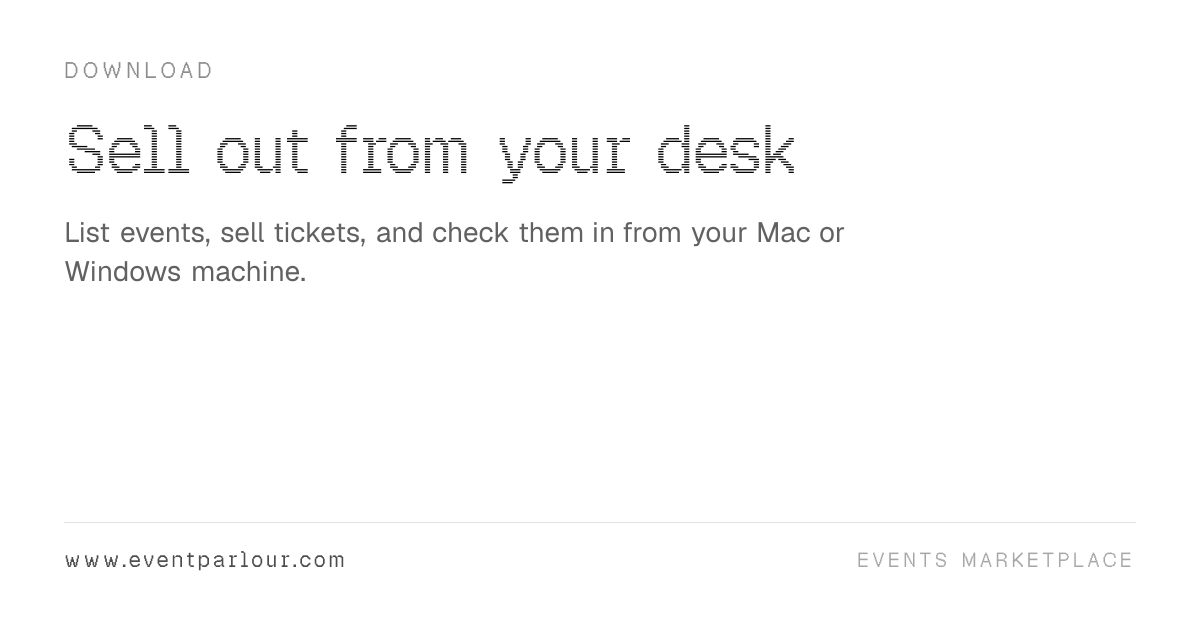 DOWNLOAD
Sell out from your desk
List events, sell tickets, and check them in from your Mac or
Windows machine.
www.eventparlour.com
EVENTS MARKETPLACE